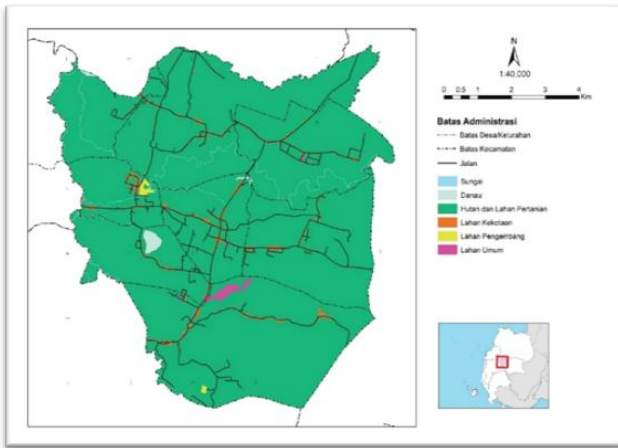 N
1:40,000
0 0.5 1 2 3 4
Km
Batas Administrasi
Batas Desa/Kelurahan
Batas Kecamatan
Jalan
Sungai
Danau
Hutan dan Lahan Pertanian
Lahan Kekotaan
Lahan Pengembang
Lahan Umum